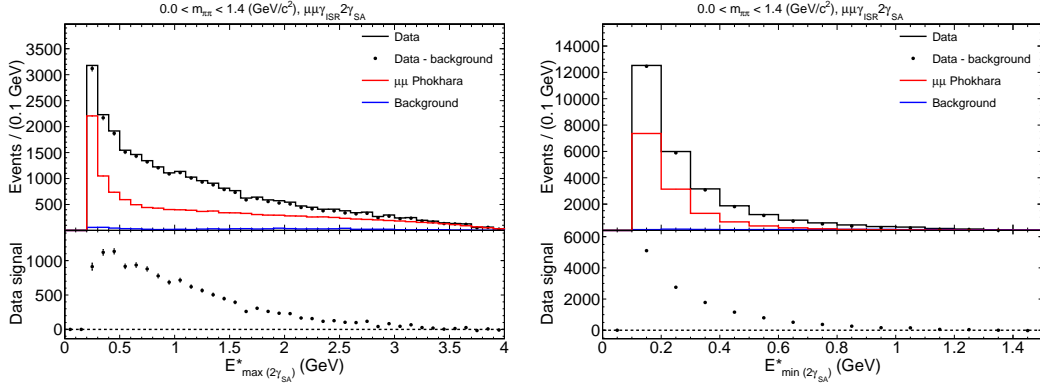 0.0 < m_ππ < 1.4 (GeV/c²), μμγ_ISR 2γ_SA
Events / (0.1 GeV)
3500
3000
2500
2000
1500
1000
500
Data
Data - background
μμ Phokhara
Background
Data signal
1000
500
0
0 0.5 1 1.5 2 2.5 3 3.5 4
E*_max (2γ_SA) (GeV)
0.0 < m_ππ < 1.4 (GeV/c²), μμγ_ISR 2γ_SA
Events / (0.1 GeV)
14000
12000
10000
8000
6000
4000
2000
Data
Data - background
μμ Phokhara
Background
Data signal
6000
4000
2000
0
0 0.2 0.4 0.6 0.8 1 1.2 1.4
E*_min (2γ_SA) (GeV)